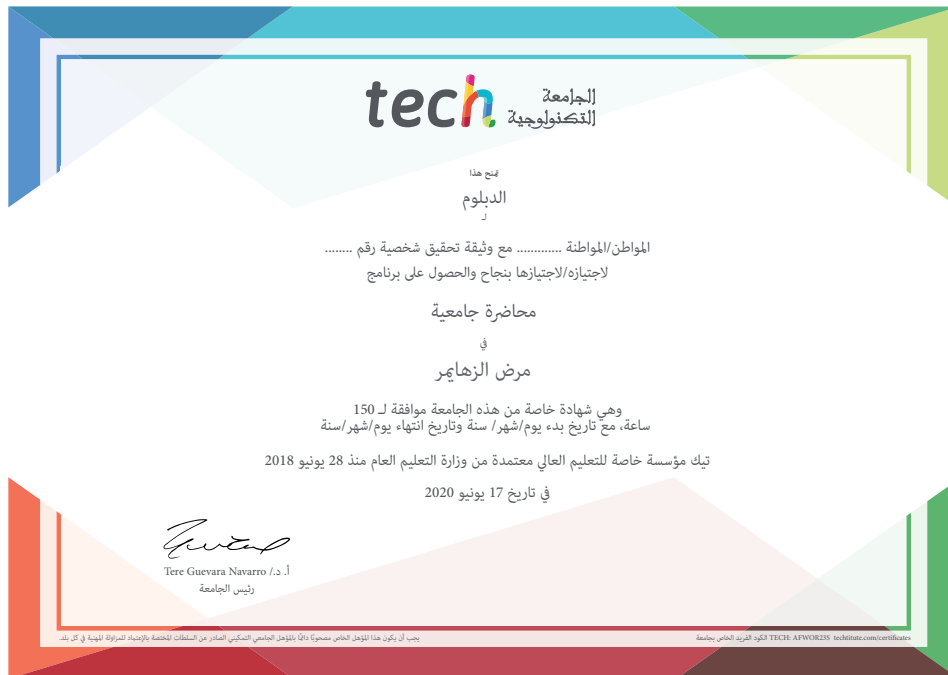 tech الجامعة
التكنولوجية
يمنح هذا
الدبلوم
لـ
المواطن/المواطنة ............. مع وثيقة تحقيق شخصية رقم ........
لاجتيازه/لاجتيازها بنجاح والحصول على برنامج
محاضرة جامعية
في
مرض الزهايمر
وهي شهادة خاصة من هذه الجامعة موافقة لـ 150
ساعة، مع تاريخ بدء يوم/شهر/ سنة وتاريخ انتهاء يوم/شهر/سنة
تيك مؤسسة خاصة للتعليم العالي معتمدة من وزارة التعليم العام منذ 28 يونيو 2018
في تاريخ 17 يونيو 2020
أ. د./ Tere Guevara Navarro
رئيس الجامعة
يجب أن يكون هذا المؤهل الخاص مصحوبًا دائمًا بالمؤهل الجامعي التمكيني الصادر عن السلطات المختصة بالإعتماد للمزاولة المهنية في كل بلد.
الكود الفريد الخاص بجامعة TECH: AFWOR23S techtitute.com/certificates